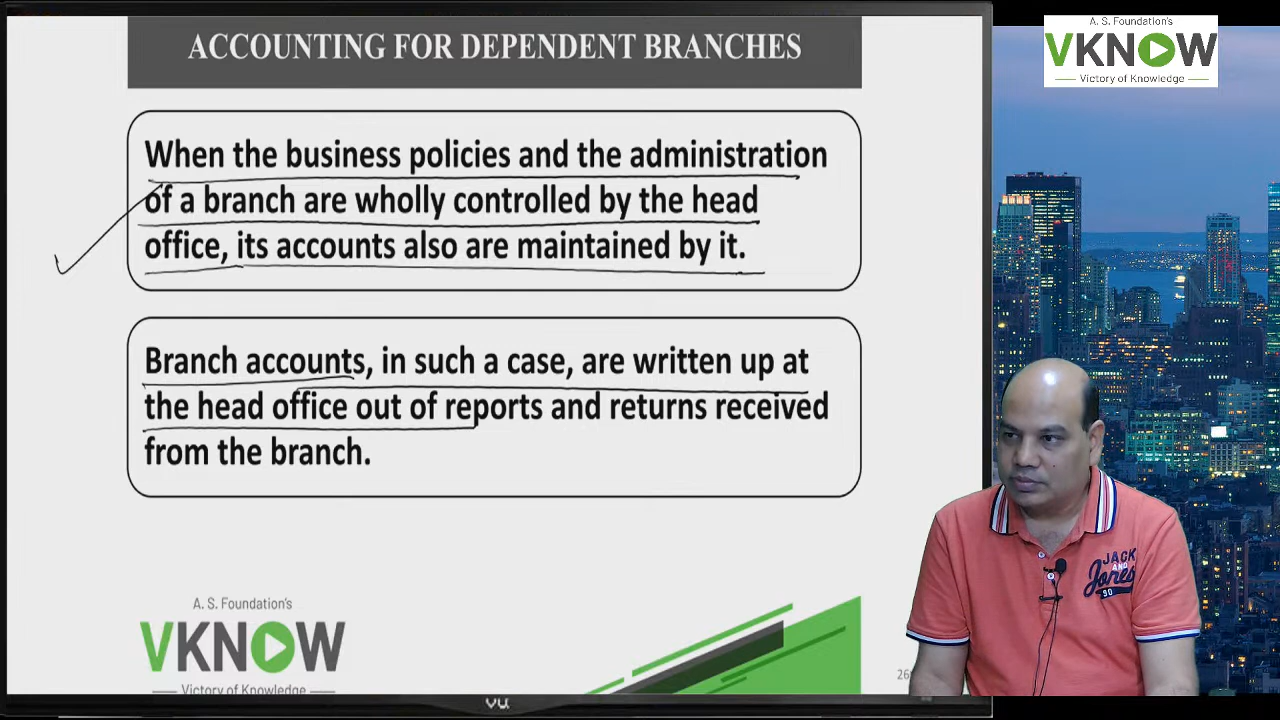 A. S. Foundation's
VKNOW
Victory of Knowledge
ACCOUNTING FOR DEPENDENT BRANCHES
When the business policies and the administration
of a branch are wholly controlled by the head
office, its accounts also are maintained by it.
Branch accounts, in such a case, are written up at
the head office out of reports and returns received
from the branch.
JACK
AND
Jones
90
A. S. Foundation's
VKNOW
Victory of Knowledge
vu